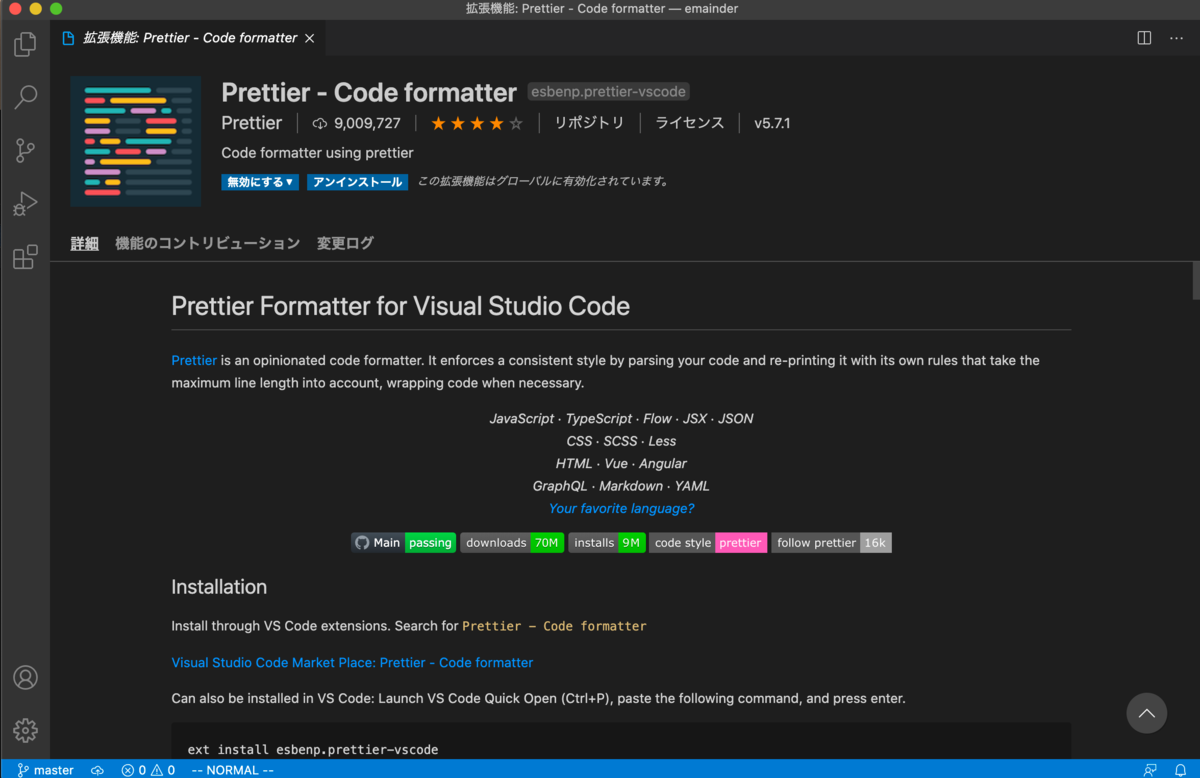 拡張機能: Prettier - Code formatter — emainder
拡張機能: Prettier - Code formatter
Prettier - Code formatter esbenp.prettier-vscode
Prettier 9,009,727 リポジトリ ライセンス v5.7.1
Code formatter using prettier
無効にする▼ アンインストール この拡張機能はグローバルに有効化されています。
詳細 機能のコントリビューション 変更ログ
Prettier Formatter for Visual Studio Code
Prettier is an opinionated code formatter. It enforces a consistent style by parsing your code and re-printing it with its own rules that take the
maximum line length into account, wrapping code when necessary.
JavaScript · TypeScript · Flow · JSX · JSON
CSS · SCSS · Less
HTML · Vue · Angular
GraphQL · Markdown · YAML
Your favorite language?
Main passing downloads 70M installs 9M code style prettier follow prettier 16k
Installation
Install through VS Code extensions. Search for Prettier - Code formatter
Visual Studio Code Market Place: Prettier - Code formatter
Can also be installed in VS Code: Launch VS Code Quick Open (Ctrl+P), paste the following command, and press enter.
ext install esbenp.prettier-vscode
master 0 0 -- NORMAL --